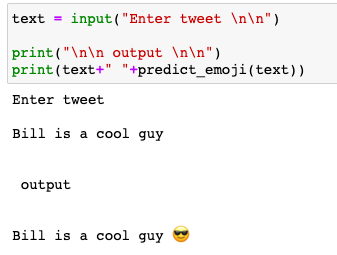 text = input("Enter tweet \n\n")
print("\n\n output \n\n")
print(text+" "+predict_emoji(text))
Enter tweet
Bill is a cool guy
output
Bill is a cool guy 😎